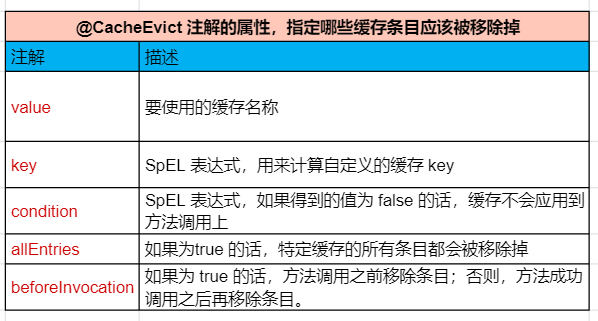 @CacheEvict 注解的属性，指定哪些缓存条目应该被移除掉
注解 描述
value 要使用的缓存名称
key SpEL 表达式，用来计算自定义的缓存 key
condition SpEL 表达式，如果得到的值为 false 的话，缓存不会应用到
方法调用上
allEntries 如果为true 的话，特定缓存的所有条目都会被移除掉
beforeInvocation 如果为 true 的话，方法调用之前移除条目；否则，方法成功
调用之后再移除条目。